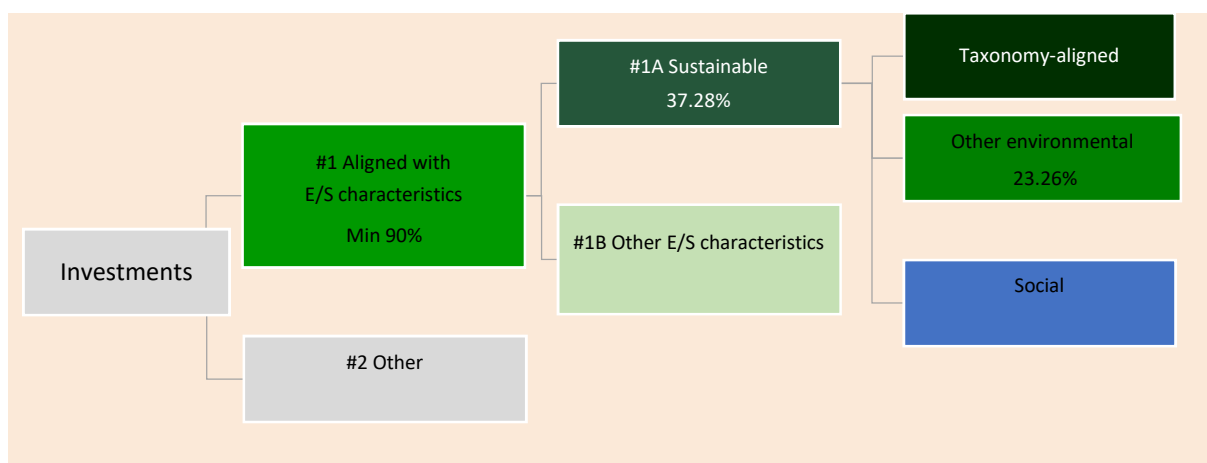 Investments
#1 Aligned with
E/S characteristics
Min 90%
#2 Other
#1A Sustainable
37.28%
#1B Other E/S characteristics
Taxonomy-aligned
Other environmental
23.26%
Social